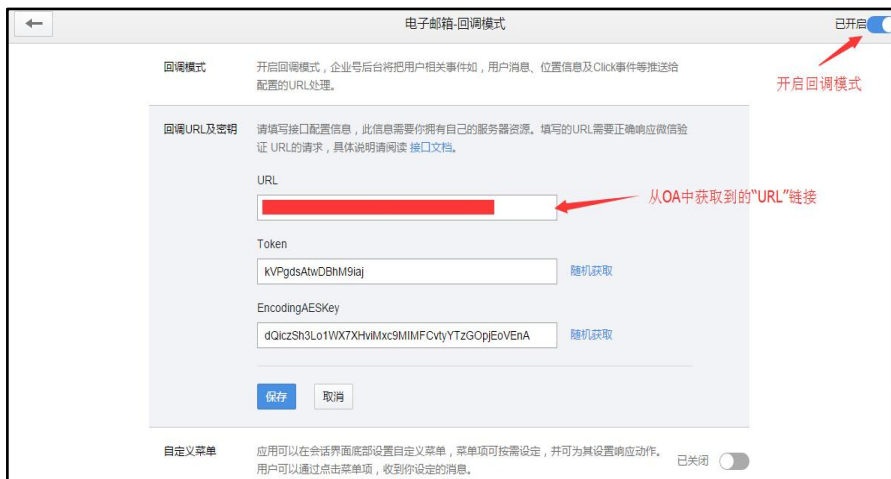 电子邮箱-回调模式
已开启
回调模式
开启回调模式，企业号后台将把用户相关事件如，用户消息、位置信息及Click事件等推送给
配置的URL处理。
开启回调模式
回调URL及密钥
请填写接口配置信息，此信息需要你拥有自己的服务器资源。填写的URL需要正确响应微信验
证 URL的请求，具体说明请阅读 接口文档。
URL
从OA中获取到的“URL”链接
Token
kVPgdsAtwDBhM9iaj
随机获取
EncodingAESKey
dQiczSh3Lo1WX7XHviMxc9MIMFCvtyYTzGOpjEoVEnA
随机获取
保存
取消
自定义菜单
应用可以在会话界面底部设置自定义菜单，菜单项可按需设定，并可为其设置响应动作。
用户可以通过点击菜单项，收到你设定的消息。
已关闭